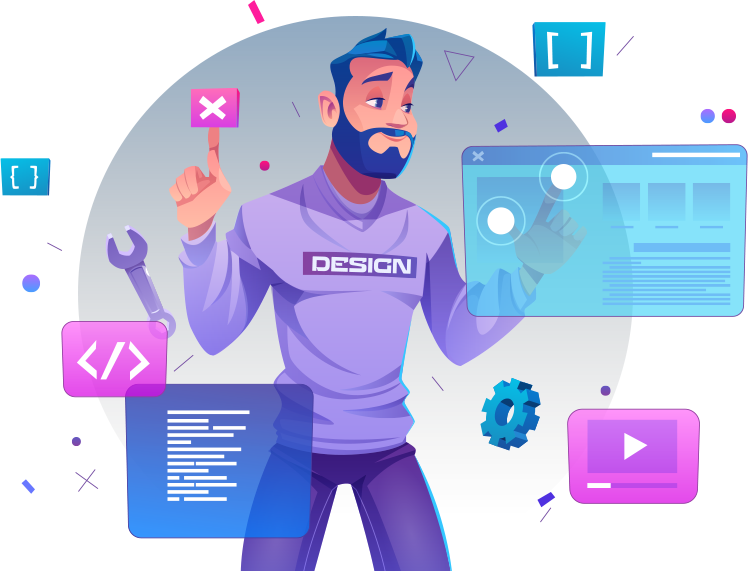 [ ]
{ }
DESIGN
</>